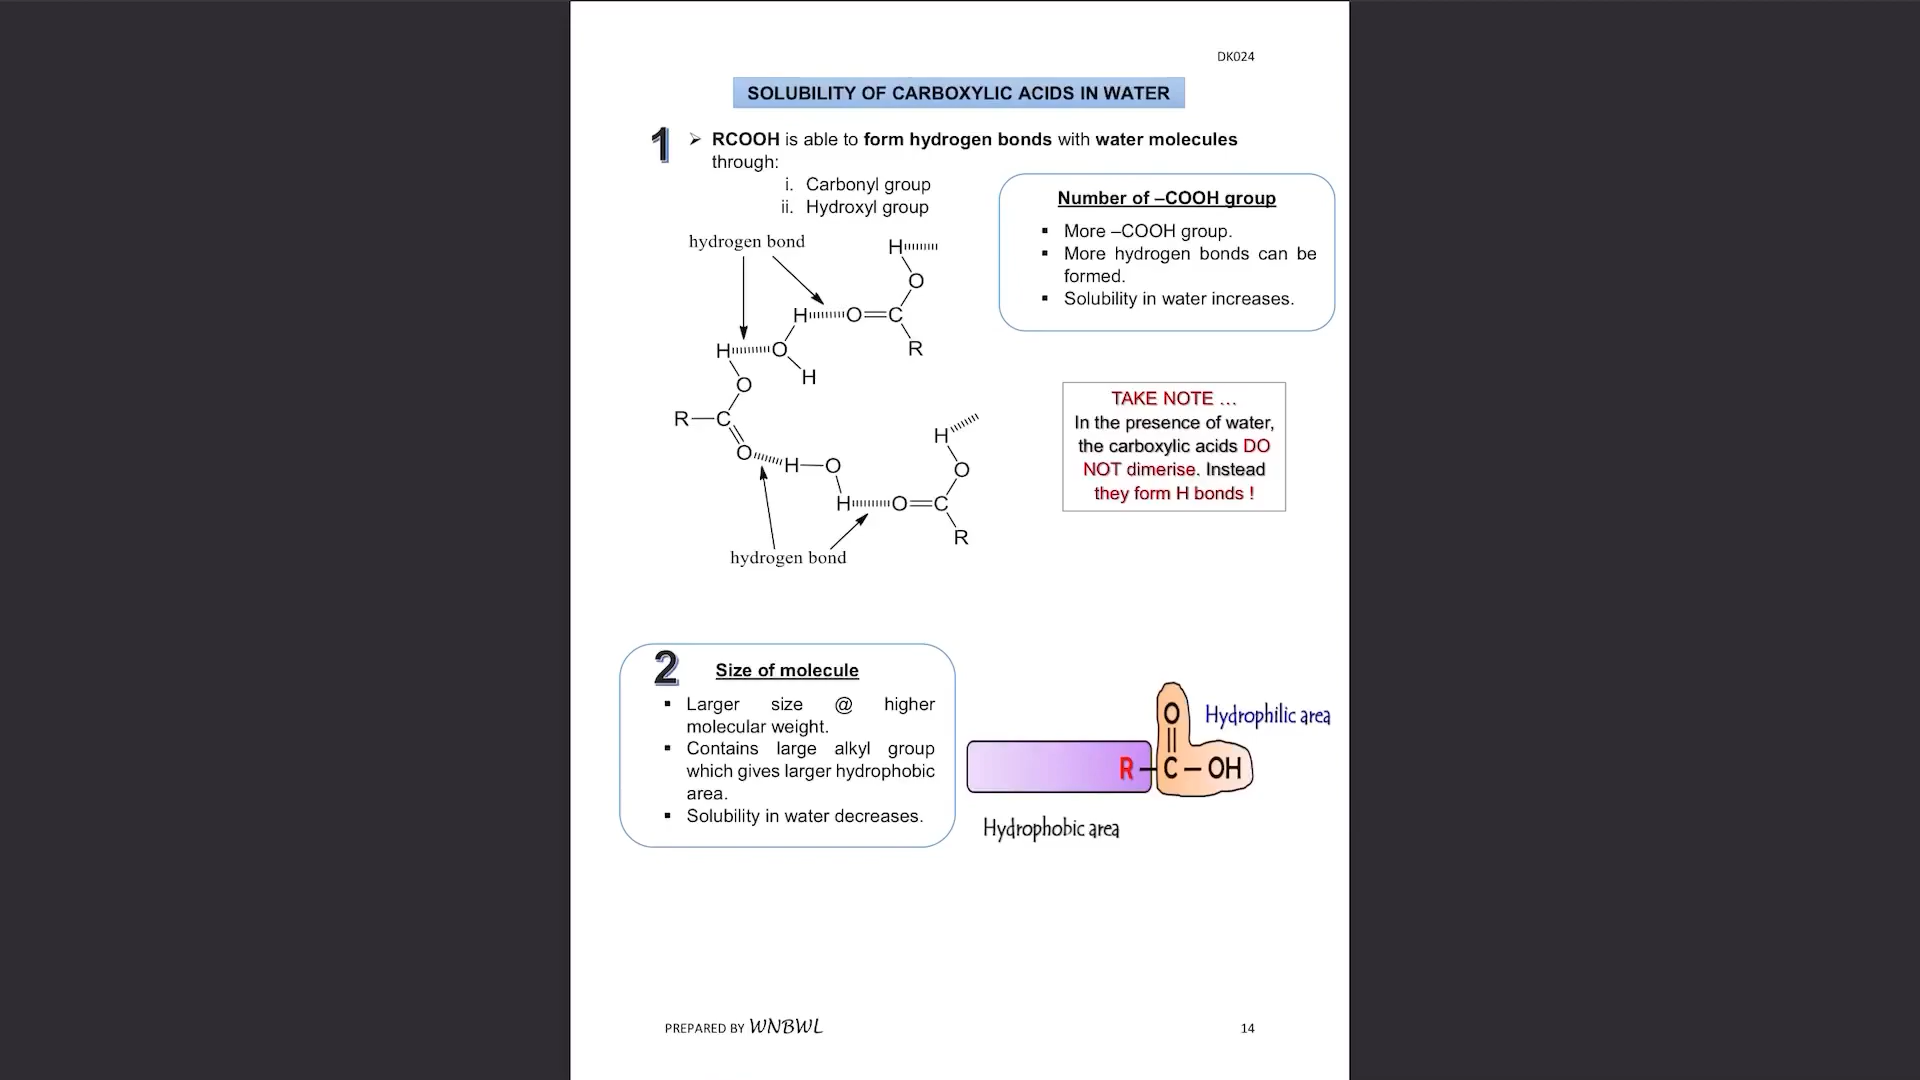 DK024
SOLUBILITY OF CARBOXYLIC ACIDS IN WATER
1 ➢ RCOOH is able to form hydrogen bonds with water molecules
through:
i. Carbonyl group
ii. Hydroxyl group
Number of –COOH group
▪ More –COOH group.
▪ More hydrogen bonds can be
formed.
▪ Solubility in water increases.
hydrogen bond
H
O
H O=C
R
H O
H
O
R—C
O H—O
H
O
H O=C
R
hydrogen bond
TAKE NOTE …
In the presence of water,
the carboxylic acids DO
NOT dimerise. Instead
they form H bonds !
2 Size of molecule
▪ Larger size @ higher
molecular weight.
▪ Contains large alkyl group
which gives larger hydrophobic
area.
▪ Solubility in water decreases.
O Hydrophilic area
R–C–OH
Hydrophobic area
PREPARED BY WNBWL 14